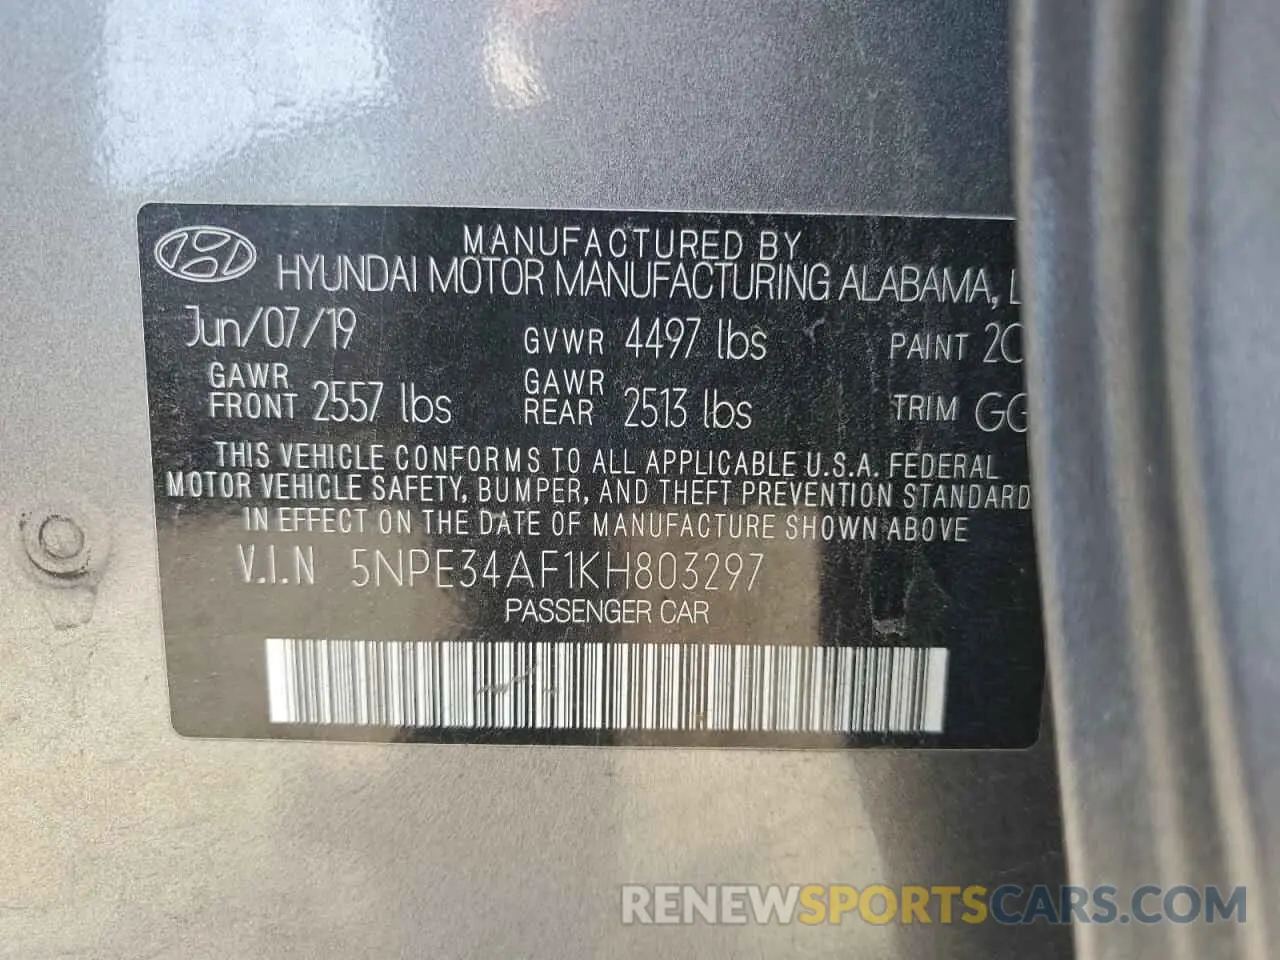 MANUFACTURED BY
HYUNDAI MOTOR MANUFACTURING ALABAMA,
Jun/07/19 GVWR 4497 lbs PAINT
GAWR FRONT 2557 lbs GAWR REAR 2513 lbs TRIM
THIS VEHICLE CONFORMS TO ALL APPLICABLE U.S.A. FEDERAL
MOTOR VEHICLE SAFETY, BUMPER, AND THEFT PREVENTION STANDARD
IN EFFECT ON THE DATE OF MANUFACTURE SHOWN ABOVE
V.I.N 5NPE34AF1KH803297
PASSENGER CAR
RENEWSPORTSCARS.COM